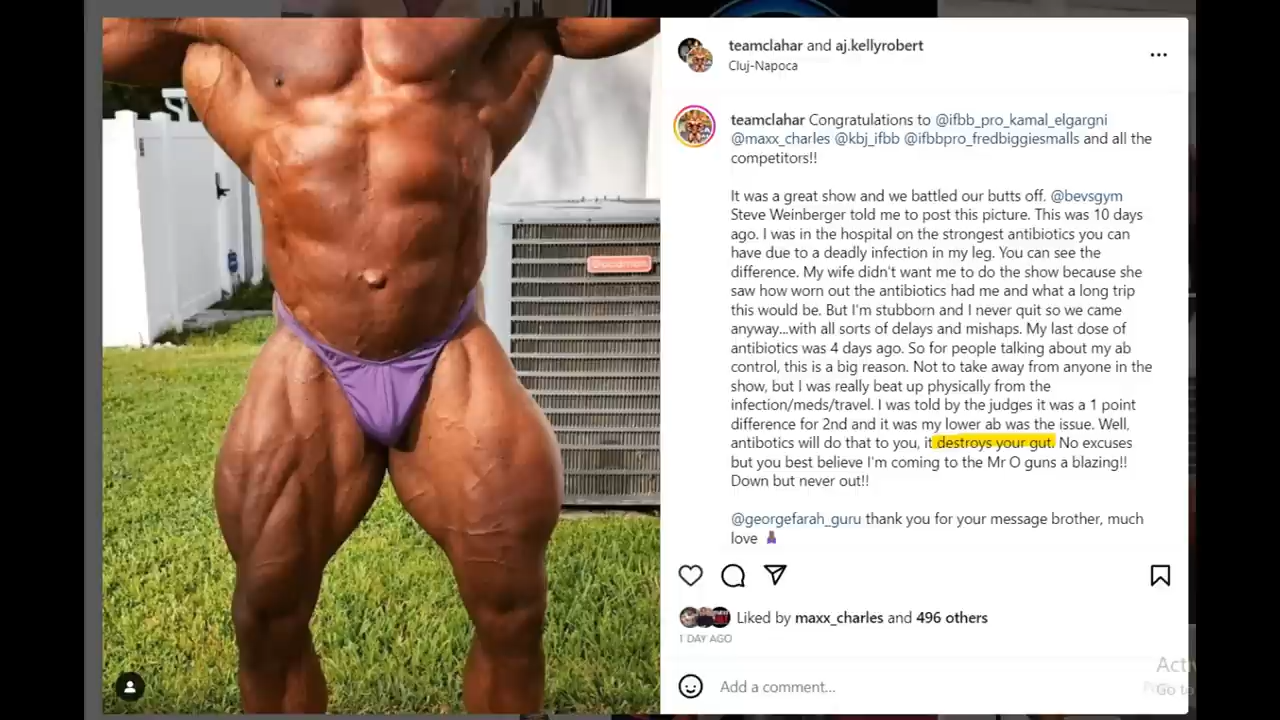 teamclahar and aj.kellyrobert
Cluj-Napoca
teamclahar Congratulations to @ifbb_pro_kamal_elgargni
@maxx_charles @kbj_ifbb @ifbbpro_fredbiggiesmalls and all the
competitors!!
It was a great show and we battled our butts off. @bevsgym
Steve Weinberger told me to post this picture. This was 10 days
ago. I was in the hospital on the strongest antibiotics you can
have due to a deadly infection in my leg. You can see the
difference. My wife didn't want me to do the show because she
saw how worn out the antibiotics had me and what a long trip
this would be. But I'm stubborn and I never quit so we came
anyway...with all sorts of delays and mishaps. My last dose of
antibiotics was 4 days ago. So for people talking about my ab
control, this is a big reason. Not to take away from anyone in the
show, but I was really beat up physically from the
infection/meds/travel. I was told by the judges it was a 1 point
difference for 2nd and it was my lower ab was the issue. Well,
antibotics will do that to you, it destroys your gut. No excuses
but you best believe I'm coming to the Mr O guns a blazing!!
Down but never out!!
@georgefarah_guru thank you for your message brother, much
love
Liked by maxx_charles and 496 others
1 DAY AGO
Add a comment...
Goodman
Go to